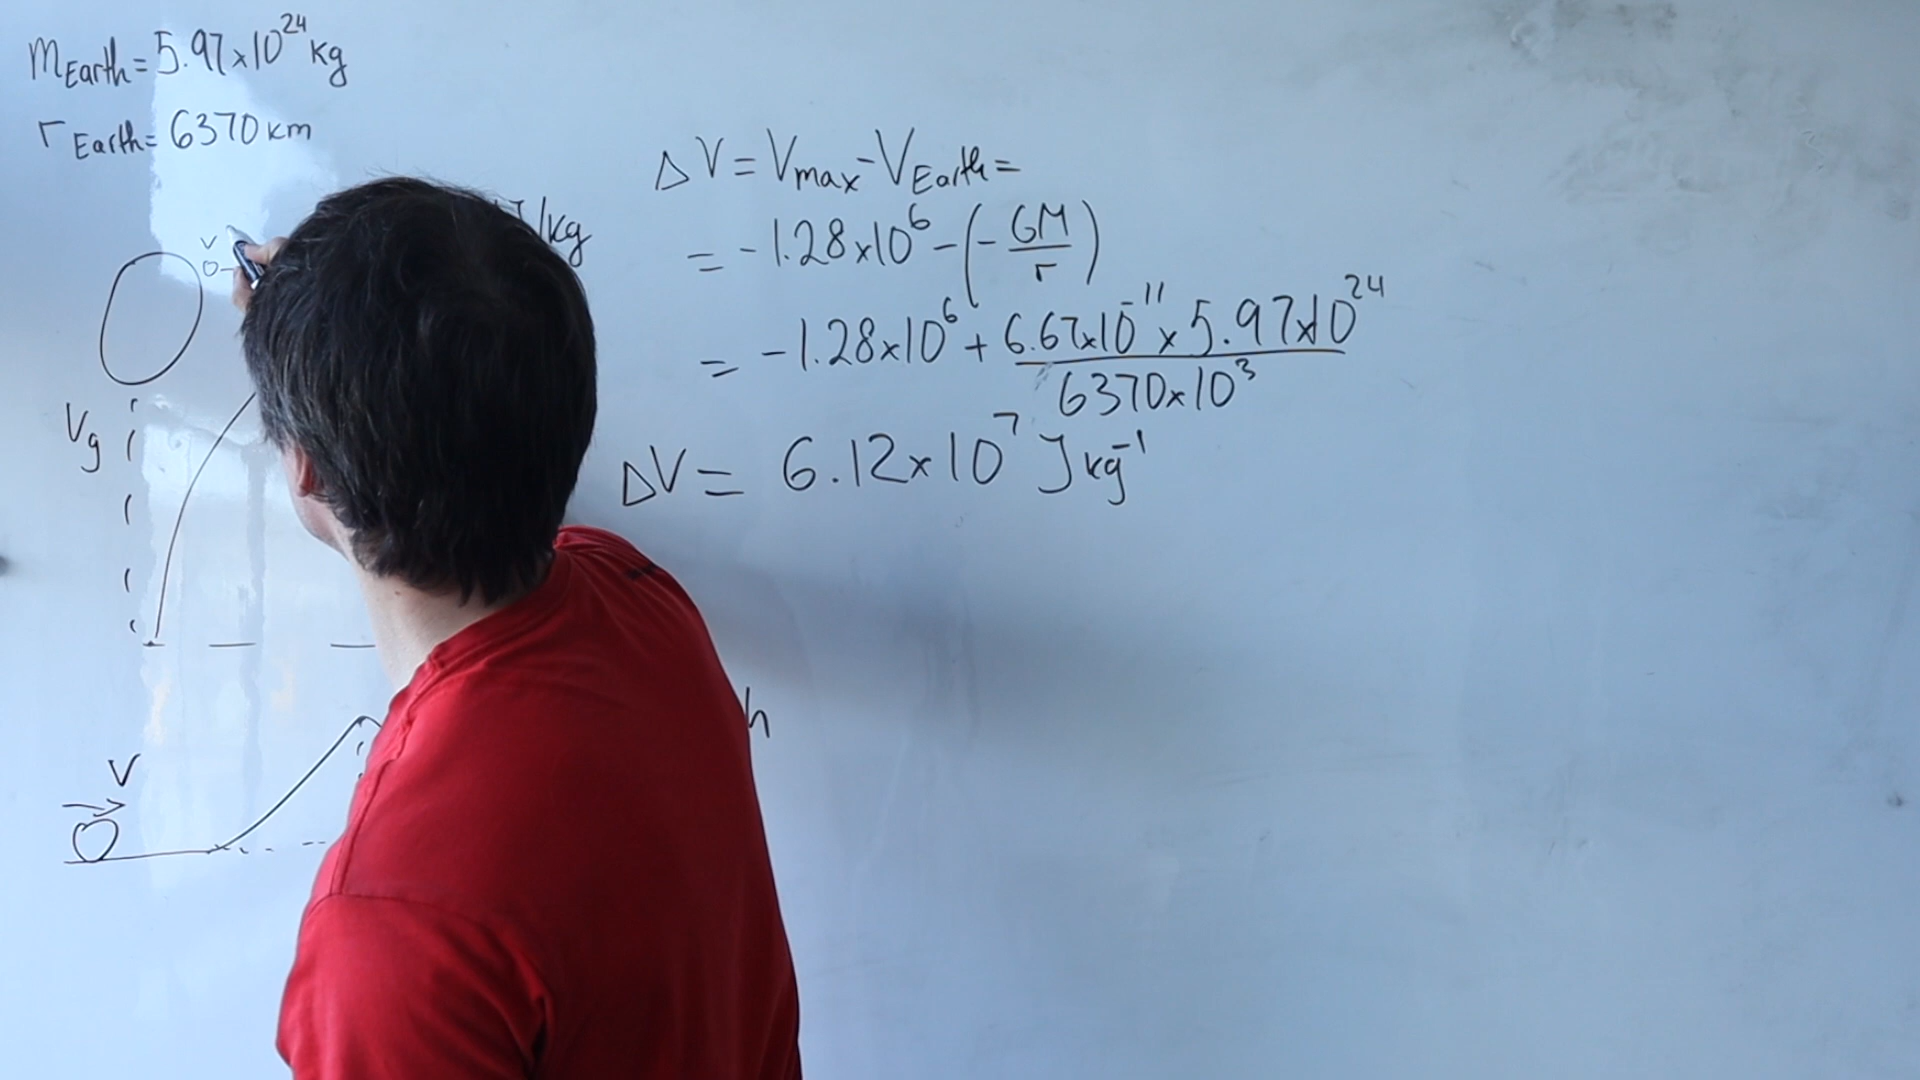 m_Earth = 5.97×10^24 kg
r_Earth = 6370 km
/kg
V
Vg
ΔV = V_max - V_Earth =
= -1.28×10^6 - (- GM/r)
= -1.28×10^6 + 6.67×10^-11 × 5.97×10^24 / 6370×10^3
ΔV = 6.12×10^7 J kg^-1
h
V